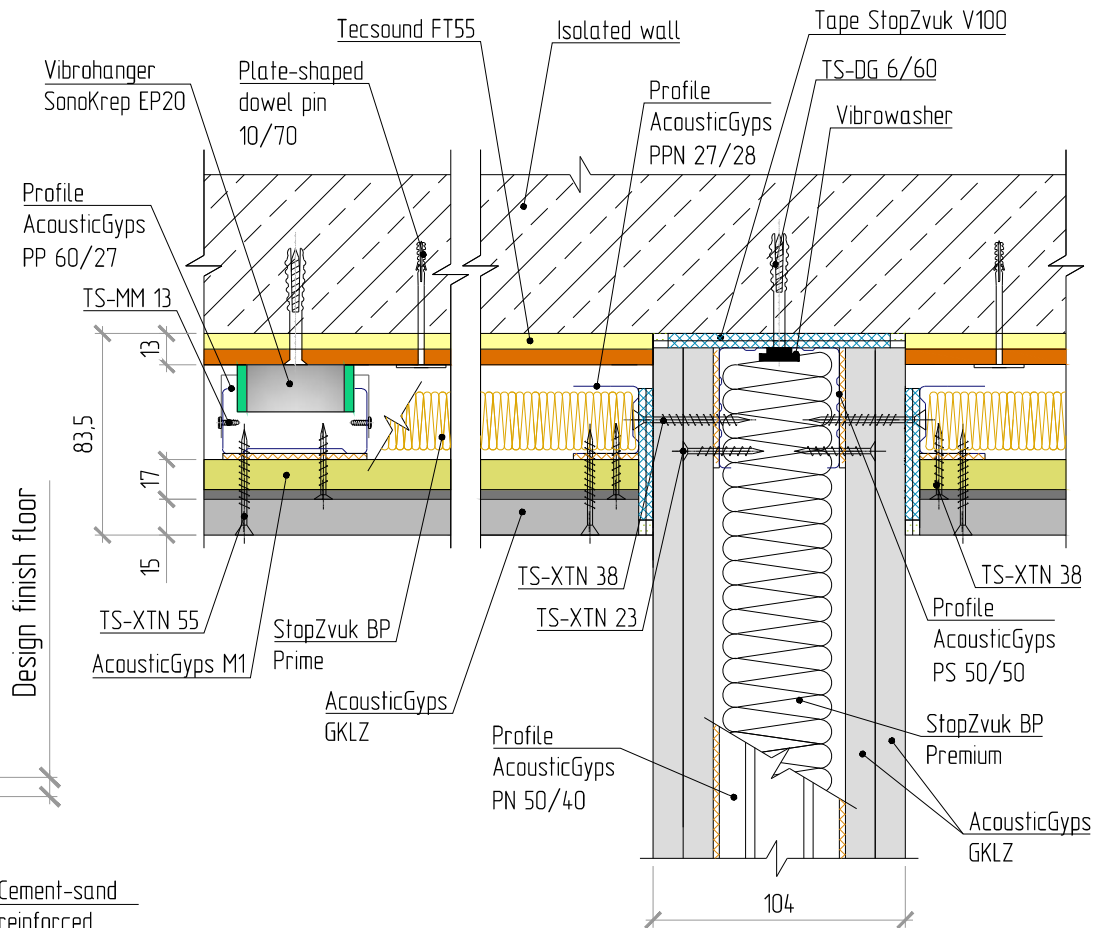 Tecsound FT55
Isolated wall
Tape StopZvuk V100
Vibrohanger
SonoKrep EP20
Plate-shaped
dowel pin
10/70
TS-DG 6/60
Profile
AcousticGyps
PPN 27/28
Vibrowasher
Profile
AcousticGyps
PP 60/27
TS-MM 13
13
83,5
17
15
Design finish floor
TS-XTN 55
AcousticGyps M1
StopZvuk BP
Prime
AcousticGyps
GKLZ
TS-XTN 38
TS-XTN 23
TS-XTN 38
Profile
AcousticGyps
PS 50/50
StopZvuk BP
Premium
Profile
AcousticGyps
PN 50/40
AcousticGyps
GKLZ
Cement-sand
reinforced
104